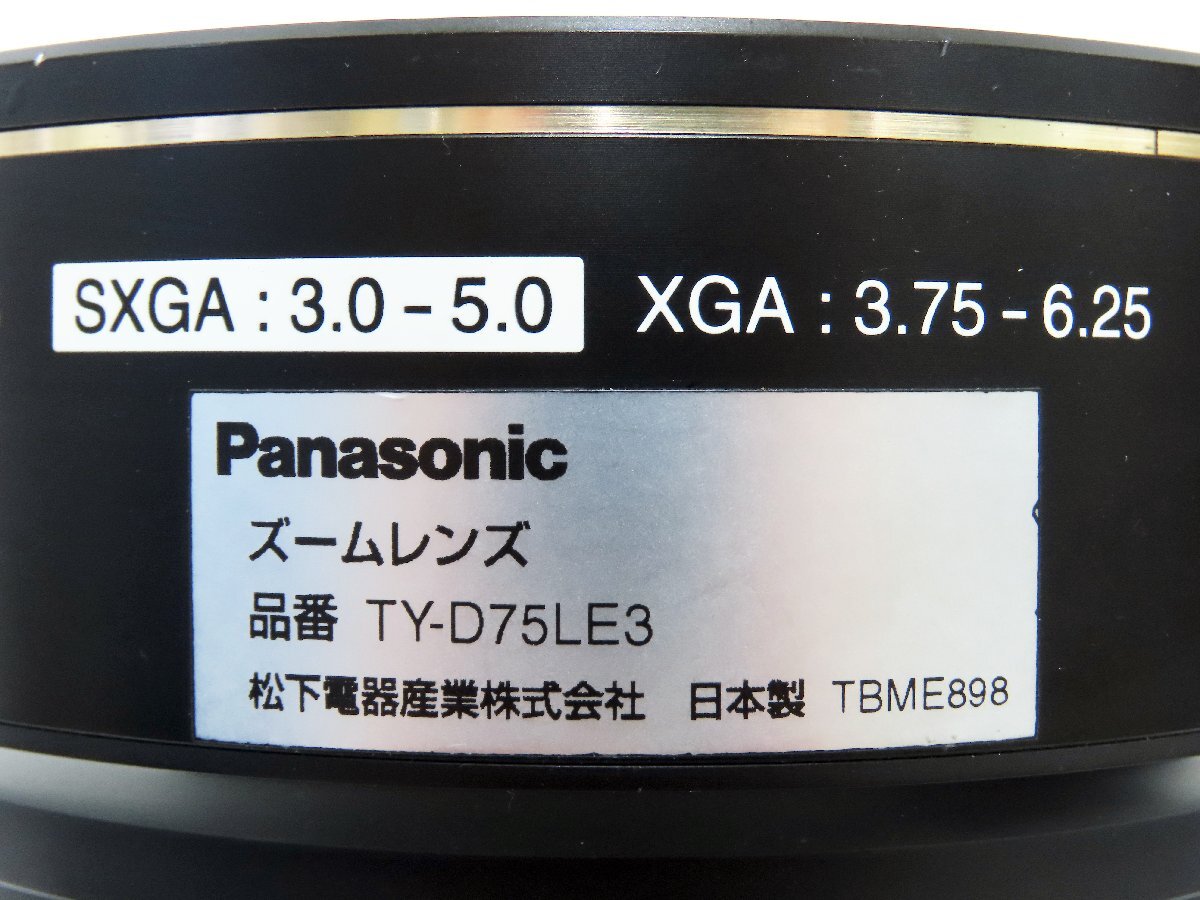 SXGA : 3.0 - 5.0 XGA : 3.75 - 6.25
Panasonic
ズームレンズ
品番 TY-D75LE3
松下電器産業株式会社 日本製 TBME898